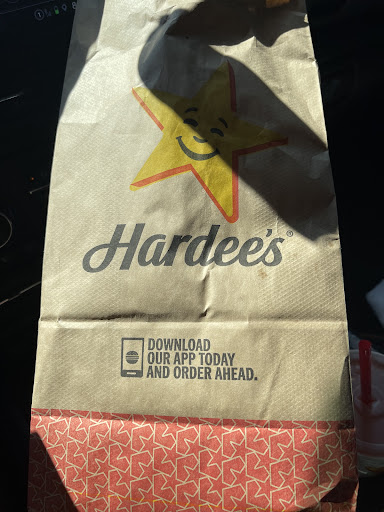 Hardee's®
DOWNLOAD
OUR APP TODAY
AND ORDER AHEAD.